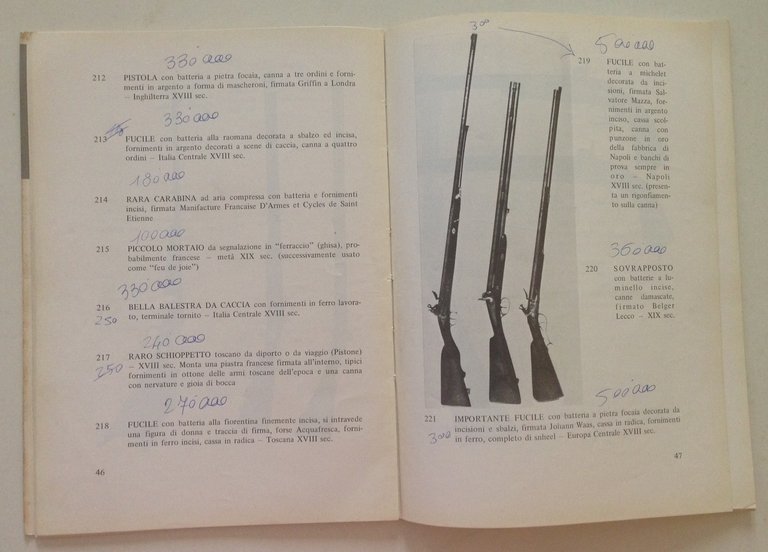 330.000
212 PISTOLA con batteria a pietra focaia, canna a tre ordini e forni-
menti in argento a forma di mascheroni, firmata Griffin a Londra
– Inghilterra XVIII sec.
330.000
213 FUCILE con batteria alla raomana decorata a sbalzo ed incisa,
fornimenti in argento decorati a scene di caccia, canna a quattro
ordini – Italia Centrale XVIII sec.
180.000
214 RARA CARABINA ad aria compressa con batteria e fornimenti
incisi, firmata Manifacture Francaise D'Armes et Cycles de Saint
Etienne
100.000
215 PICCOLO MORTAIO da segnalazione in "ferraccio" (ghisa), pro-
babilmente francese – metà XIX sec. (successivamente usato
come "feu de joie")
330.000
216 BELLA BALESTRA DA CACCIA con fornimenti in ferro lavora-
to, terminale tornito – Italia Centrale XVIII sec.
250
240.000
217 RARO SCHIOPPETTO toscano da diporto o da viaggio (Pistone)
– XVIII sec. Monta una piastra francese firmata all'interno, tipici
fornimenti in ottone delle armi toscane dell'epoca e una canna
con nervature e gioia di bocca
250
270.000
218 FUCILE con batteria alla fiorentina finemente incisa, si intravede
una figura di donna e traccia di firma, forse Acquafresca, forni-
menti in ferro incisi, cassa in radica – Toscana XVIII sec.
46
300
500.000
219 FUCILE con bat-
teria a michelet
decorata da inci-
sioni, firmata Sal-
vatore Mazza, for-
nimenti in argento
inciso, cassa scol-
pita, canna con
punzone in oro
della fabbrica di
Napoli e banchi di
prova sempre in
oro – Napoli
XVIII sec. (presen-
ta un rigonfiamen-
to sulla canna)
350.000
220 SOVRAPPOSTO
con batterie a lu-
minello incise,
canne damascate,
firmato Belger
Lecco – XIX sec.
500.000
221 IMPORTANTE FUCILE con batteria a pietra focaia decorata da
incisioni e sbalzi, firmata Johann Waas, cassa in radica, fornimenti
in ferro, completo di snheel – Europa Centrale XVIII sec.
300
47